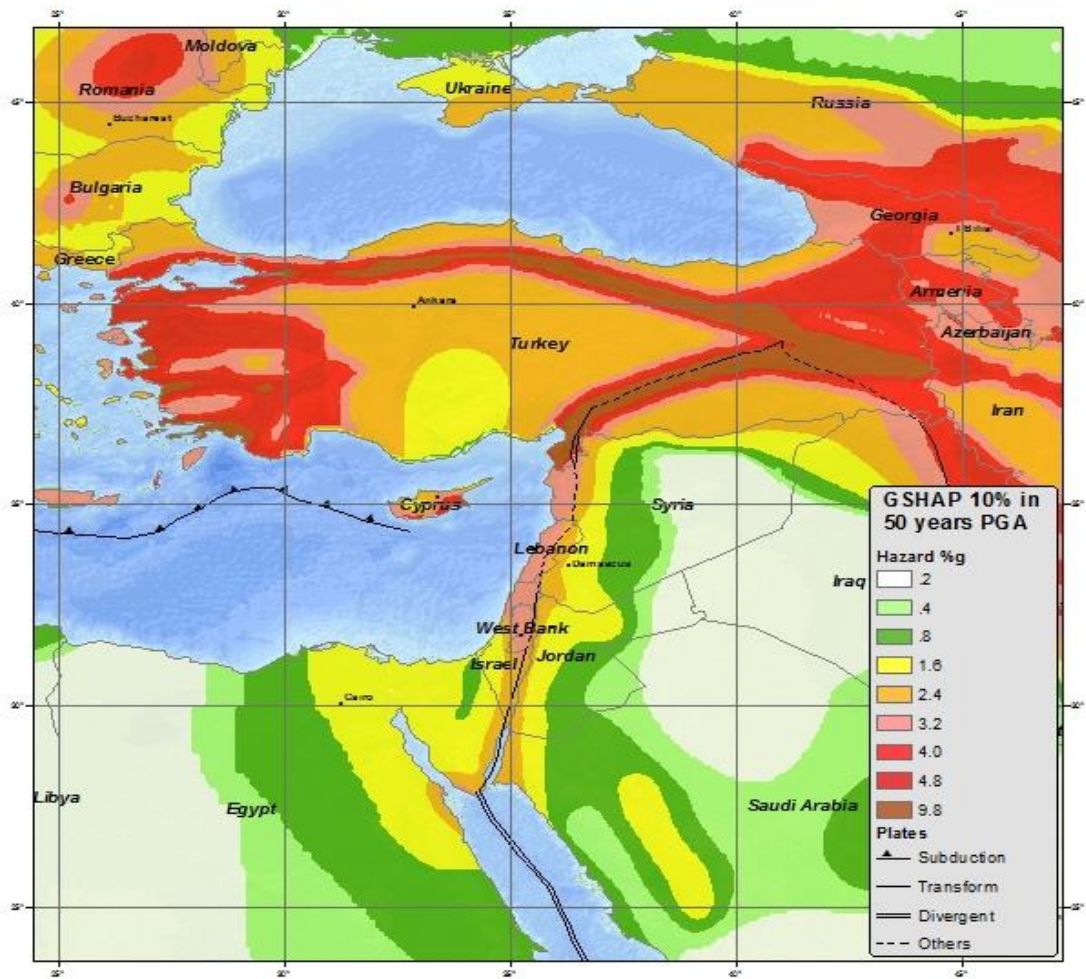 Moldova
Romania
Bucharest
Ukraine
Russia
Bulgaria
Georgia
Greece
Ankara
Armeria
Azerbaijan
Turkey
Iran
Cyprus
Syria
Lebanon
Damascus
Iraq
West Bank
Israel
Jordan
Cairo
Libya
Egypt
Saudi Arabia
GSHAP 10% in
50 years PGA
Hazard %g
.2
.4
.8
1.6
2.4
3.2
4.0
4.8
9.8
Plates
Subduction
Transform
Divergent
Others